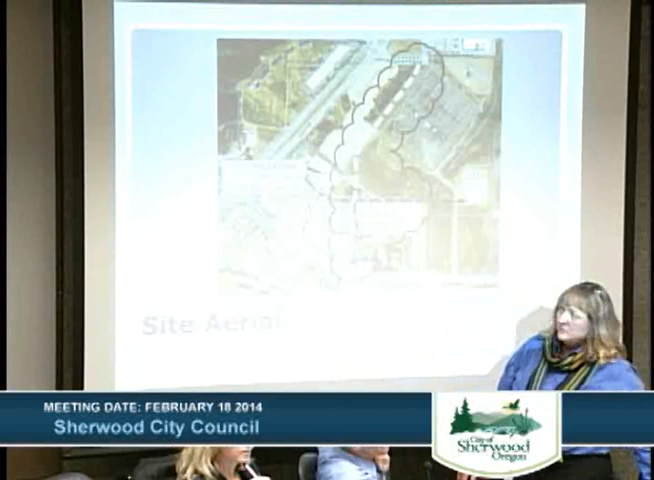 Site Aerial
MEETING DATE: FEBRUARY 18 2014
Sherwood City Council
City of
Sherwood
Oregon